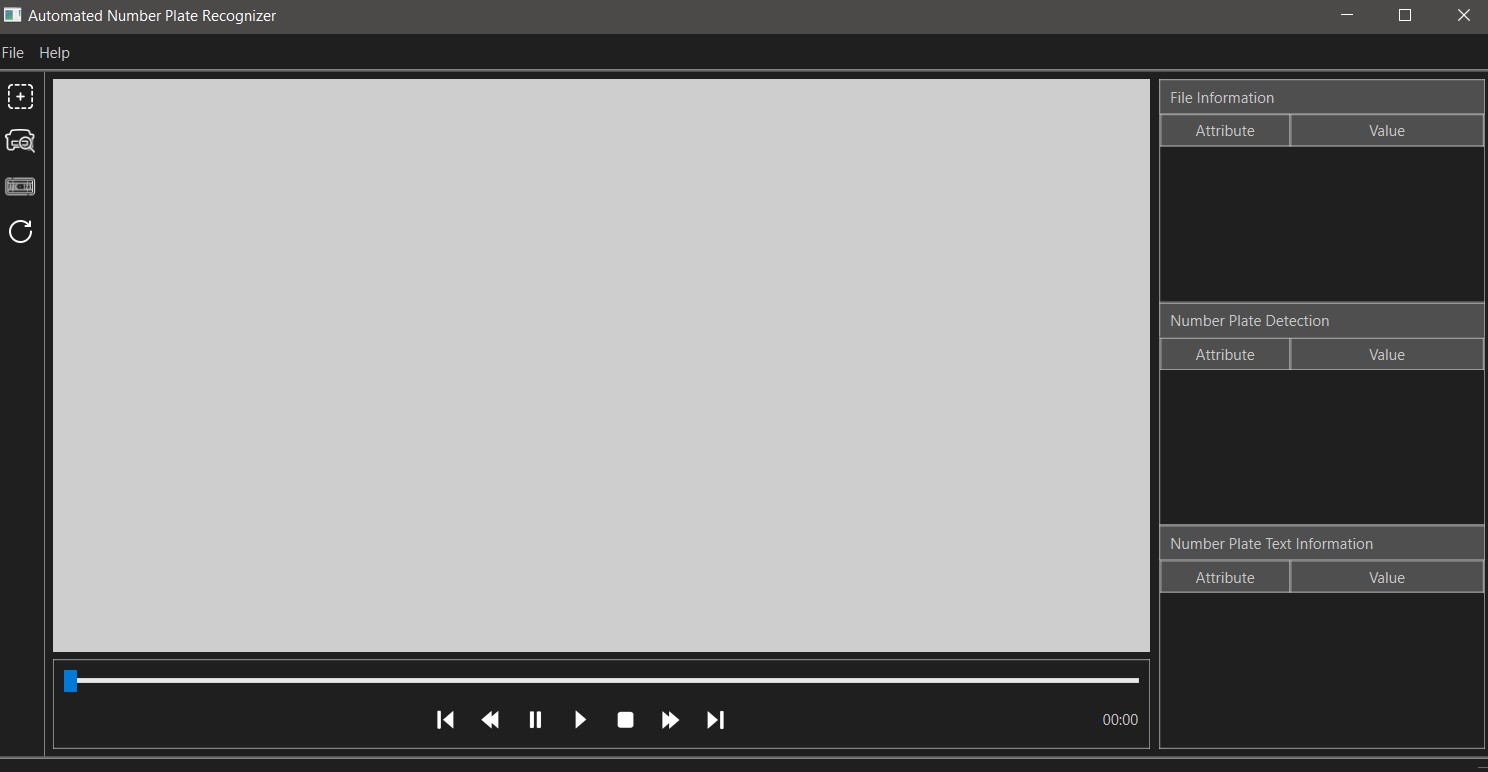 Automated Number Plate Recognizer
File Help
File Information
Attribute Value
Number Plate Detection
Attribute Value
Number Plate Text Information
Attribute Value
00:00